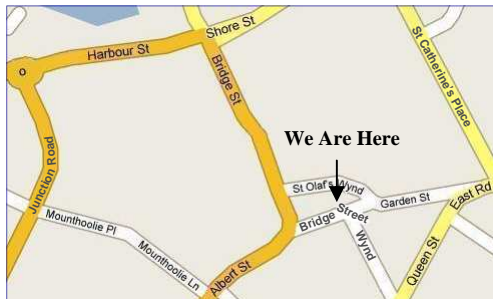 Shore St
Harbour St
St Catherine's Place
Bridge St
We Are Here
Junction Road
St Olaf's Wynd
Garden St
East Rd
Bridge Street
Wynd
Mounthoolie Pl
Mounthoolie Ln
Albert St
Queen St